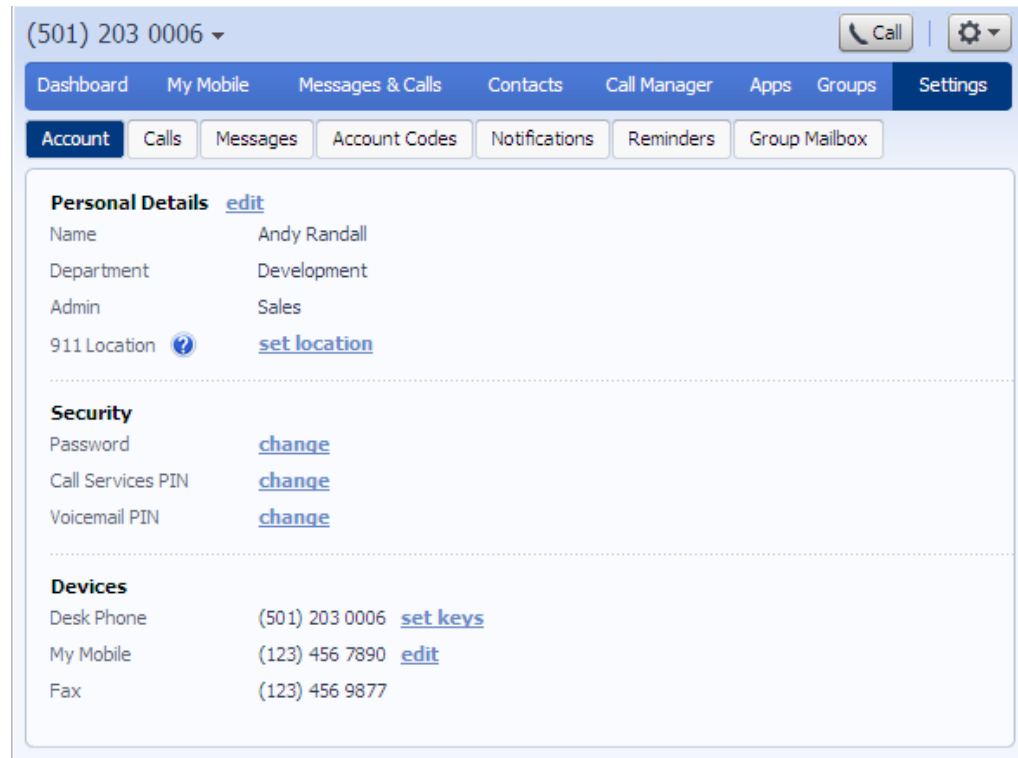 (501) 203 0006 Call
Dashboard My Mobile Messages & Calls Contacts Call Manager Apps Groups Settings
Account Calls Messages Account Codes Notifications Reminders Group Mailbox
Personal Details edit
Name Andy Randall
Department Development
Admin Sales
911 Location ? set location
Security
Password change
Call Services PIN change
Voicemail PIN change
Devices
Desk Phone (501) 203 0006 set keys
My Mobile (123) 456 7890 edit
Fax (123) 456 9877